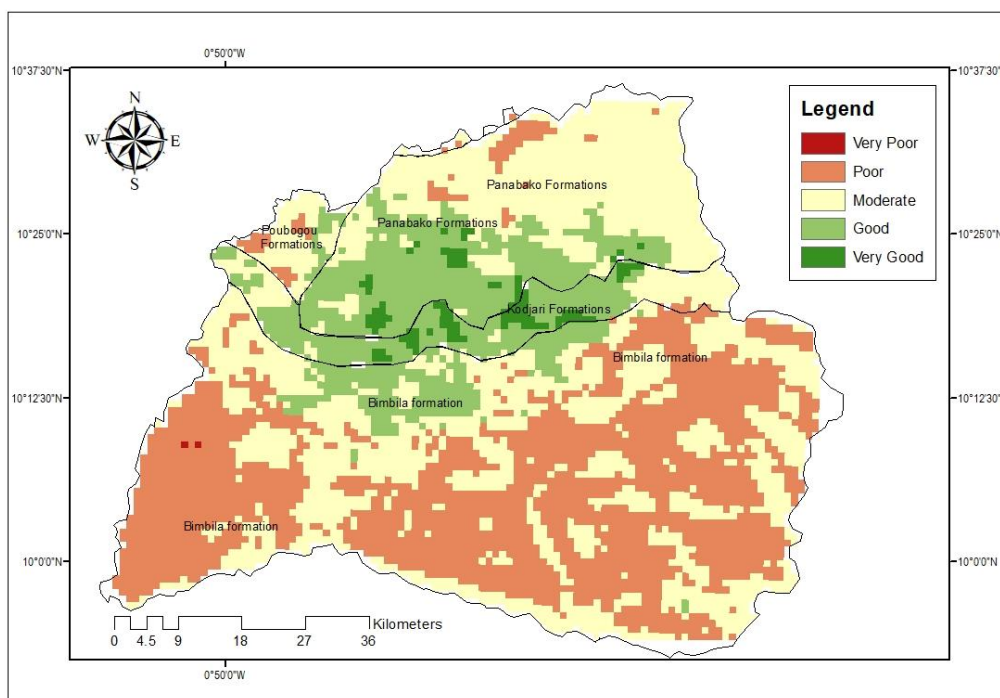 0°50'0"W
10°37'30"N
10°37'30"N
N
W
E
S
Legend
Very Poor
Poor
Moderate
Good
Very Good
Panabako Formations
Panabako Formations
Poubogou
Formations
10°25'0"N
10°25'0"N
Kodjari Formations
Bimbila formation
Bimbila formation
10°12'30"N
10°12'30"N
Bimbila formation
10°0'0"N
10°0'0"N
Kilometers
0 4.5 9 18 27 36
0°50'0"W